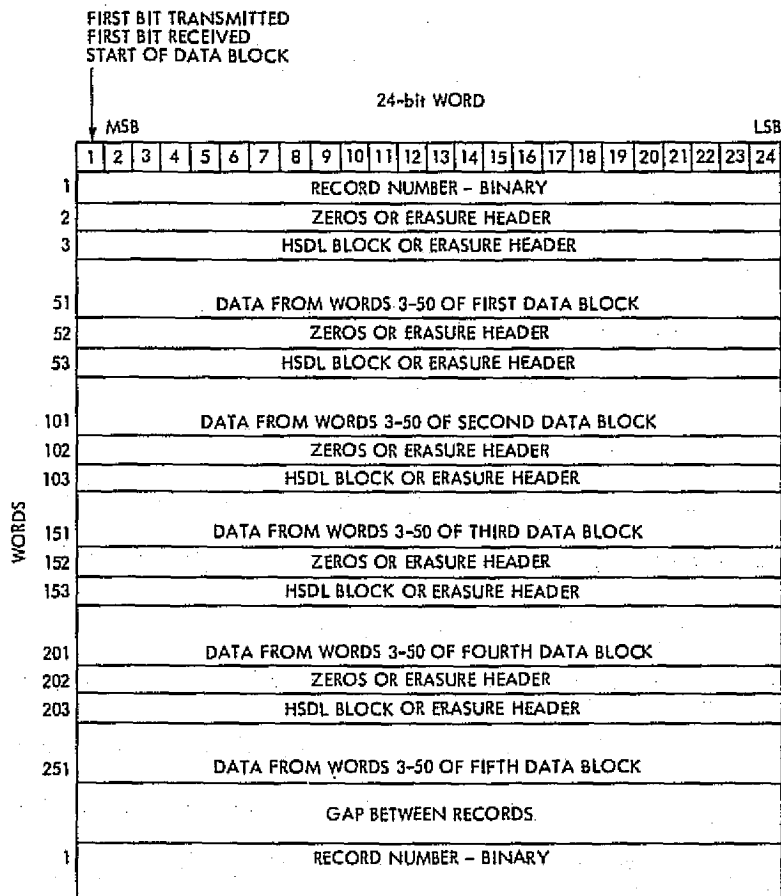 FIRST BIT TRANSMITTED
FIRST BIT RECEIVED
START OF DATA BLOCK
24-bit WORD
MSB LSB
1 2 3 4 5 6 7 8 9 10 11 12 13 14 15 16 17 18 19 20 21 22 23 24
1 RECORD NUMBER – BINARY
2 ZEROS OR ERASURE HEADER
3 HSDL BLOCK OR ERASURE HEADER
51 DATA FROM WORDS 3-50 OF FIRST DATA BLOCK
52 ZEROS OR ERASURE HEADER
53 HSDL BLOCK OR ERASURE HEADER
101 DATA FROM WORDS 3-50 OF SECOND DATA BLOCK
102 ZEROS OR ERASURE HEADER
103 HSDL BLOCK OR ERASURE HEADER
WORDS
151 DATA FROM WORDS 3-50 OF THIRD DATA BLOCK
152 ZEROS OR ERASURE HEADER
153 HSDL BLOCK OR ERASURE HEADER
201 DATA FROM WORDS 3-50 OF FOURTH DATA BLOCK
202 ZEROS OR ERASURE HEADER
203 HSDL BLOCK OR ERASURE HEADER
251 DATA FROM WORDS 3-50 OF FIFTH DATA BLOCK
GAP BETWEEN RECORDS
1 RECORD NUMBER – BINARY